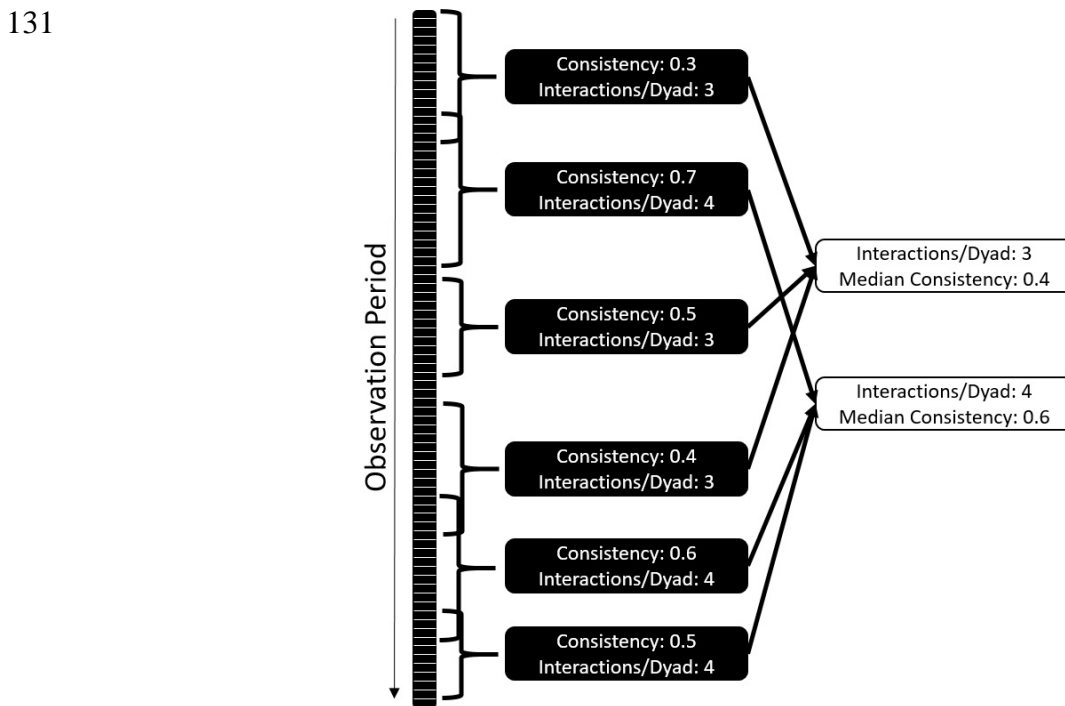 131
Observation Period
Consistency: 0.3
Interactions/Dyad: 3
Consistency: 0.7
Interactions/Dyad: 4
Consistency: 0.5
Interactions/Dyad: 3
Consistency: 0.4
Interactions/Dyad: 3
Consistency: 0.6
Interactions/Dyad: 4
Consistency: 0.5
Interactions/Dyad: 4
Interactions/Dyad: 3
Median Consistency: 0.4
Interactions/Dyad: 4
Median Consistency: 0.6